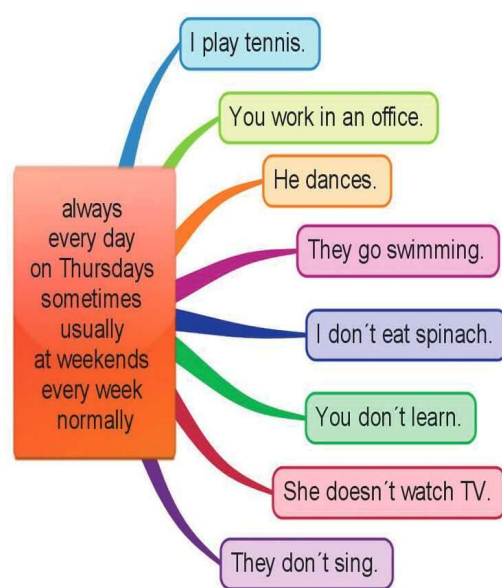 I play tennis.
You work in an office.
He dances.
They go swimming.
I don´t eat spinach.
You don´t learn.
She doesn´t watch TV.
They don´t sing.
always
every day
on Thursdays
sometimes
usually
at weekends
every week
normally